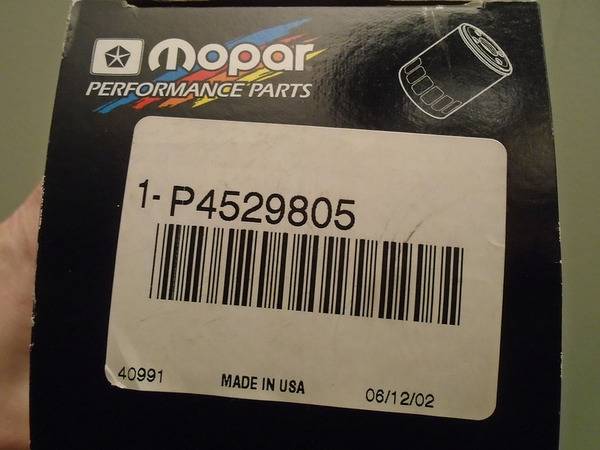 mopar
PERFORMANCE PARTS
1-P4529805
40991 MADE IN USA 06/12/02